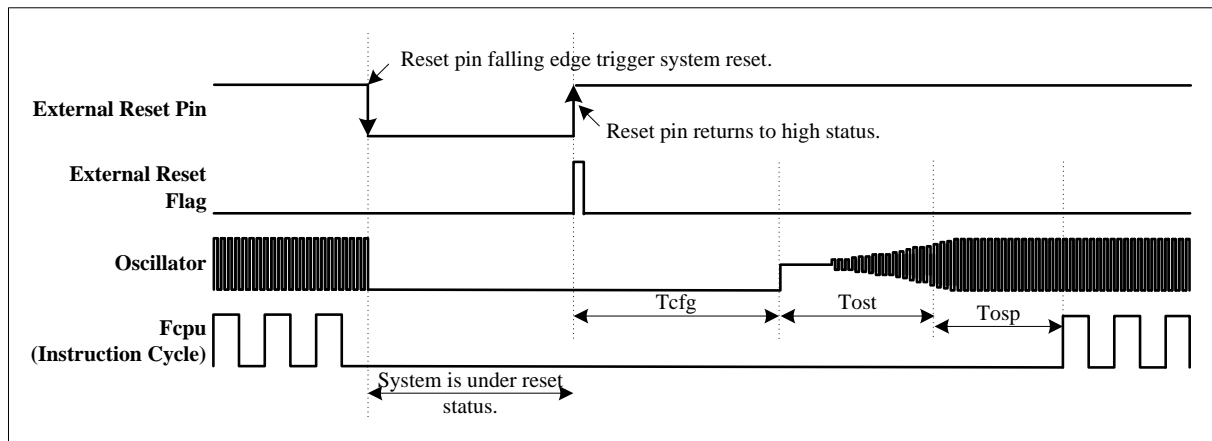 Reset pin falling edge trigger system reset.
External Reset Pin
Reset pin returns to high status.
External Reset
Flag
Oscillator
Tcfg
Tost
Tosp
Fcpu
(Instruction Cycle)
System is under reset
status.